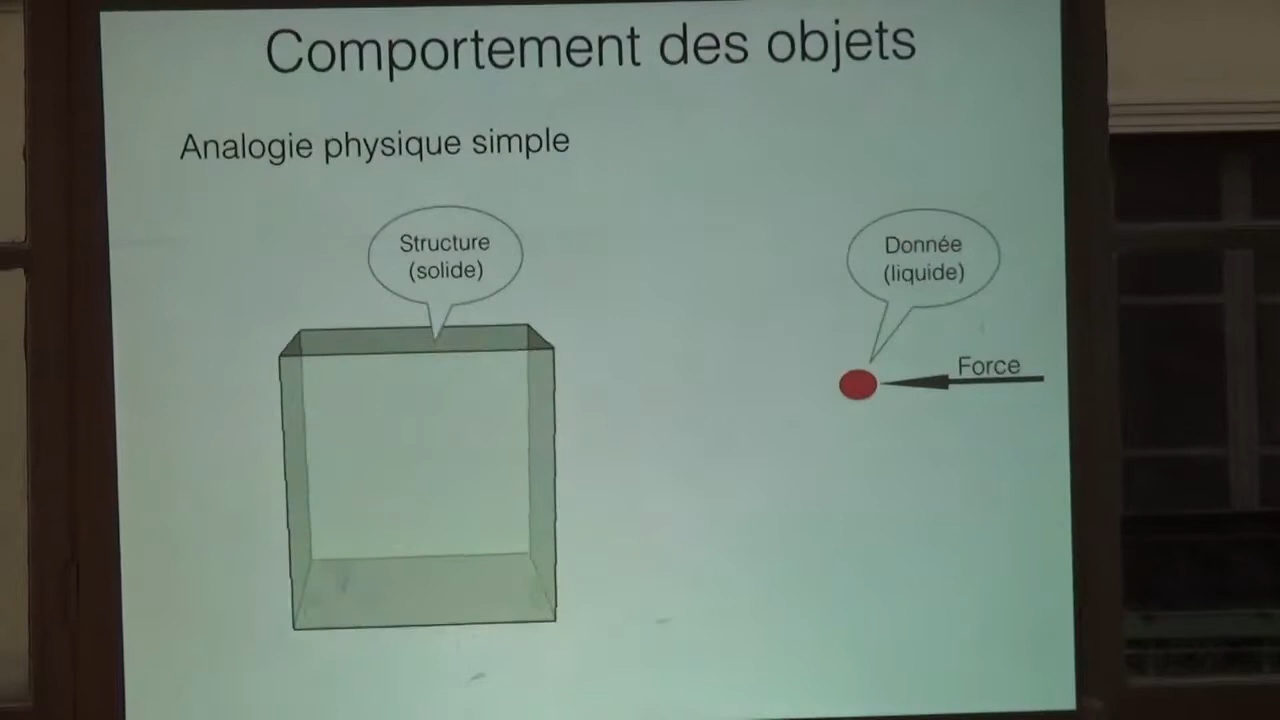 Comportement des objets
Analogie physique simple
Structure
(solide)
Donnée
(liquide)
Force